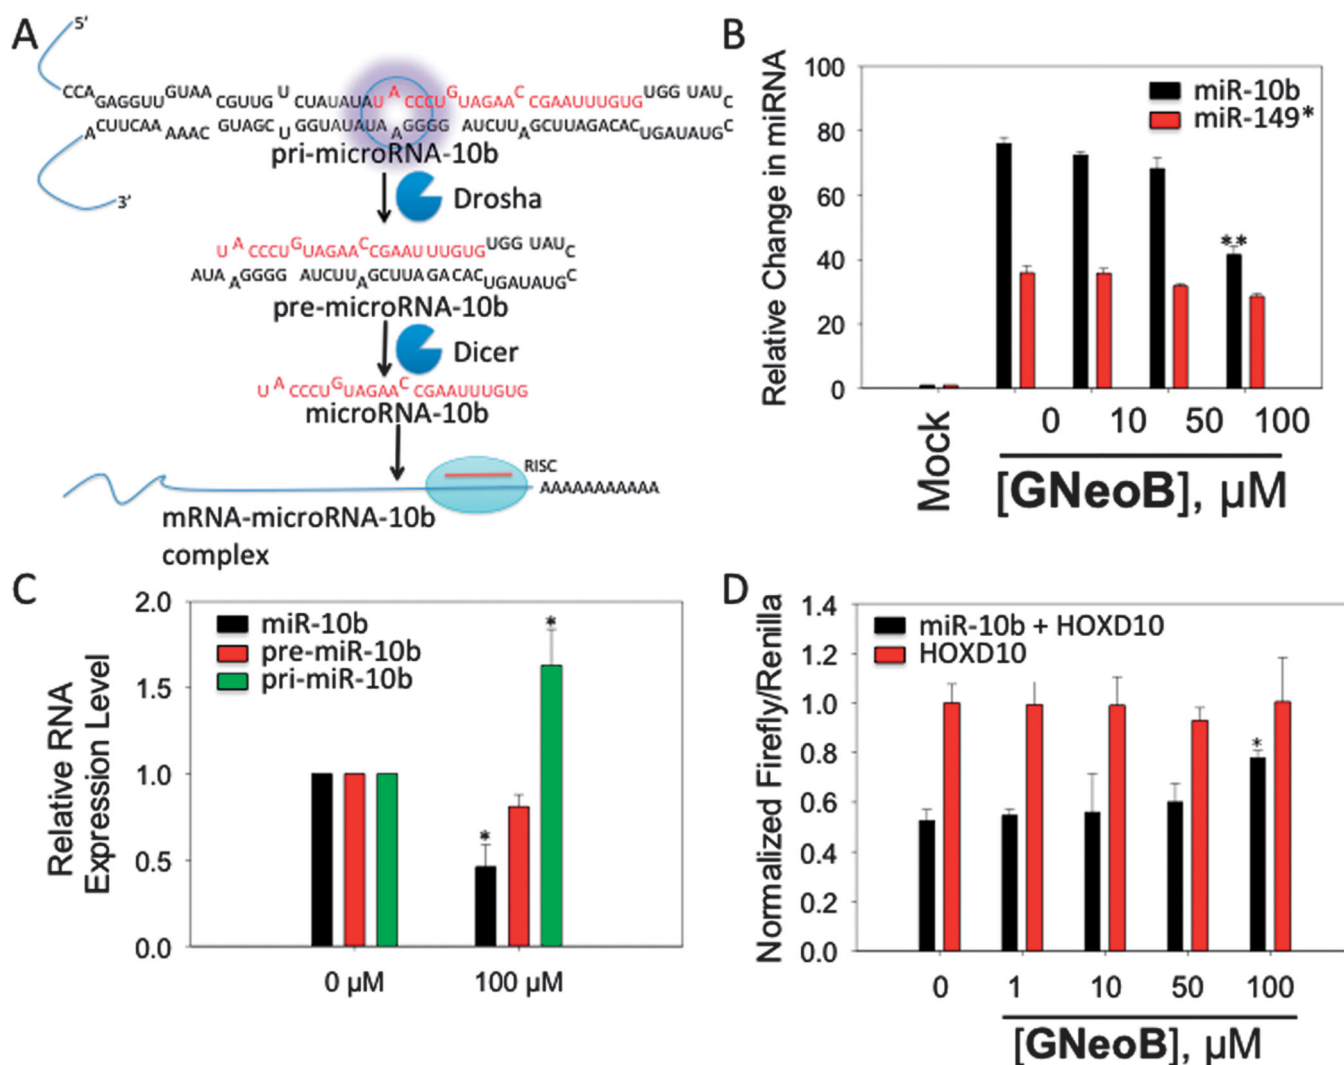 A
5'
CCA GAGGUU GUAA CGUUG U CUAUAUAU A CCCU G UAGAA C CGAAUUUGUG UGG UAU C
A CUUCAA AAAC GUAGC U GGUAUAUA A GGGG AUCUU A GCUUAGACAC UGAUAUG C
pri-microRNA-10b
3'
Drosha
U A CCCU G UAGAA C CGAAU UUGUG UGG UAU C
AUA A GGGG AUCUU A GCUUA GACAC UGAUAUG C
pre-microRNA-10b
Dicer
U A CCCU G UAGAA C CGAAUUUGUG
microRNA-10b
RISC
AAAAAAAAAAA
mRNA-microRNA-10b
complex
B
Relative Change in miRNA
100
80
60
40
20
0
miR-10b
miR-149*
**
Mock
0 10 50 100
[GNeoB], µM
C
Relative RNA
Expression Level
2.0
1.5
1.0
0.5
0.0
miR-10b
pre-miR-10b
pri-miR-10b
*
*
0 µM 100 µM
D
Normalized Firefly/Renilla
1.4
1.2
1.0
0.8
0.6
0.4
0.2
0.0
miR-10b + HOXD10
HOXD10
*
0 1 10 50 100
[GNeoB], µM